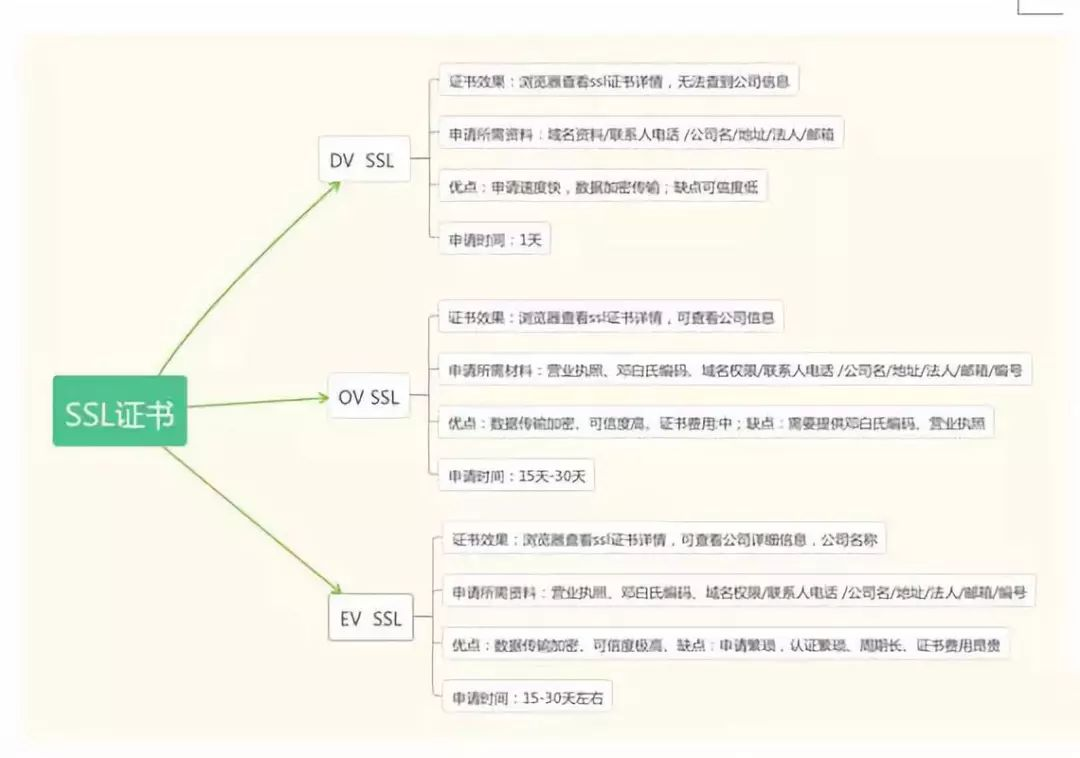 SSL证书
DV SSL
证书效果：浏览器查看ssl证书详情，无法查到公司信息
申请所需资料：域名资料/联系人电话 /公司名/地址/法人/邮箱
优点：申请速度快，数据加密传输；缺点可信度低
申请时间：1天
OV SSL
证书效果：浏览器查看ssl证书详情，可查看公司信息
申请所需材料：营业执照、邓白氏编码、域名权限/联系人电话 /公司名/地址/法人/邮箱/编号
优点：数据传输加密、可信度高、证书费用:中；缺点：需要提供邓白氏编码、营业执照
申请时间：15天-30天
EV SSL
证书效果：浏览器查看ssl证书详情，可查看公司详细信息，公司名称
申请所需资料：营业执照、邓白氏编码、域名权限/联系人电话 /公司名/地址/法人/邮箱/编号
优点：数据传输加密、可信度极高、缺点：申请繁琐，认证繁琐、周期长、证书费用昂贵
申请时间：15-30天左右